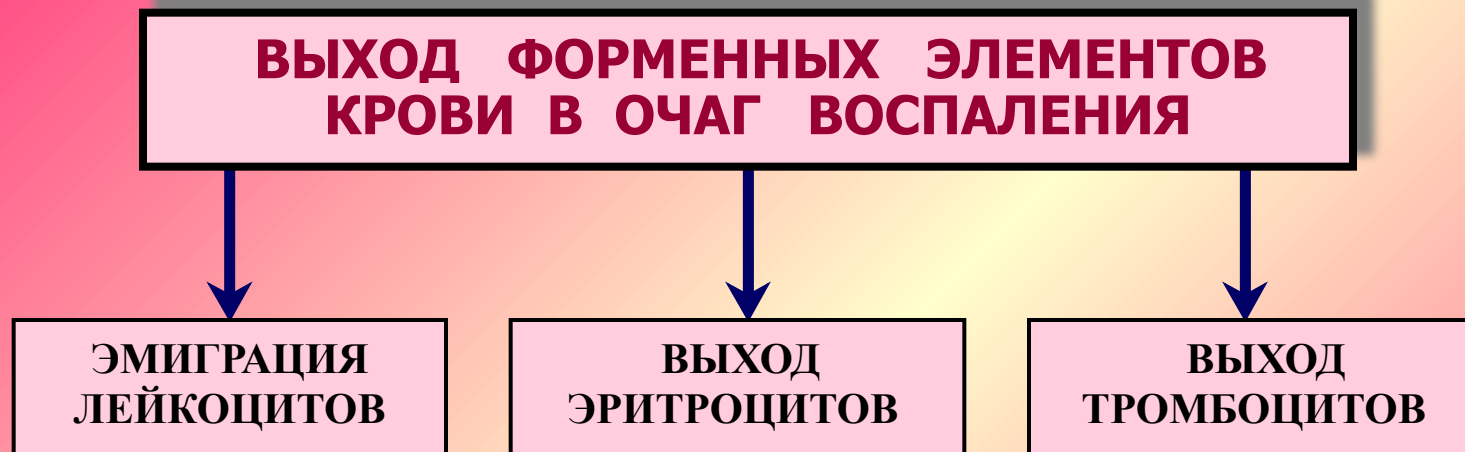 ВЫХОД ФОРМЕННЫХ ЭЛЕМЕНТОВ
КРОВИ В ОЧАГ ВОСПАЛЕНИЯ
ЭМИГРАЦИЯ
ЛЕЙКОЦИТОВ
ВЫХОД
ЭРИТРОЦИТОВ
ВЫХОД
ТРОМБОЦИТОВ